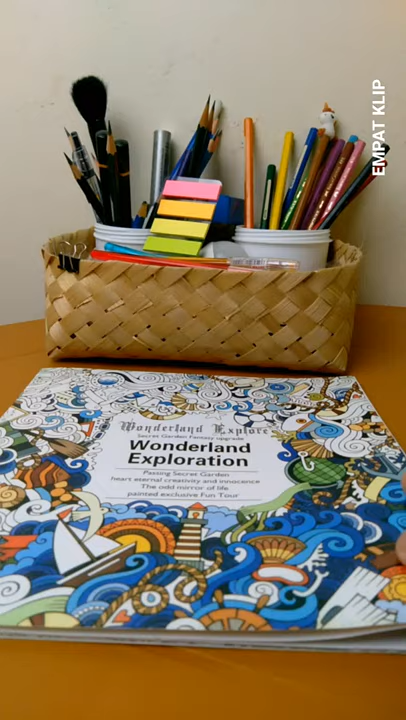 EMPAT KLIP
Wonderland Explore
Secret Garden Fantasy upgrade
Wonderland
Exploration
Passing Secret Garden
heart eternal creativity and innocence
The odd mirror of life
painted exclusive Fun Tour